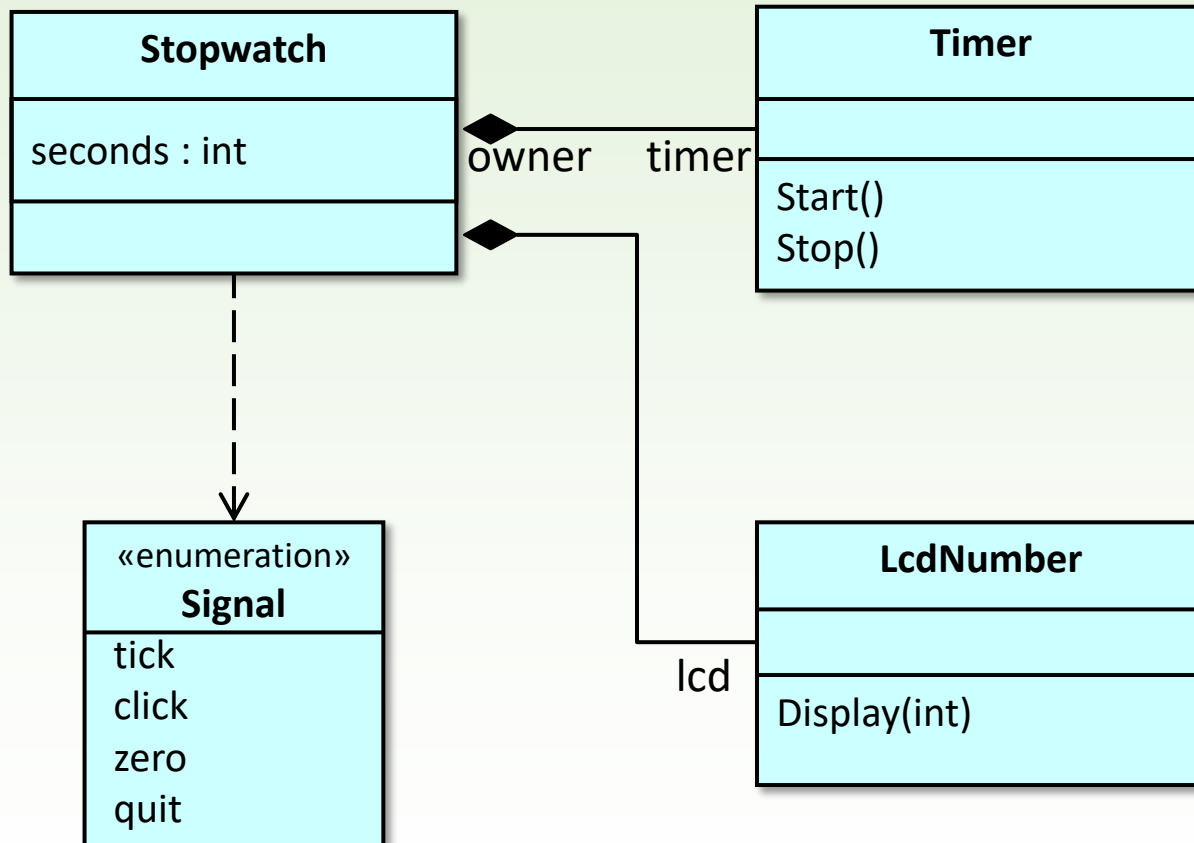 Stopwatch
seconds : int
owner
timer
Timer
Start()
Stop()
«enumeration»
Signal
tick
click
zero
quit
lcd
LcdNumber
Display(int)